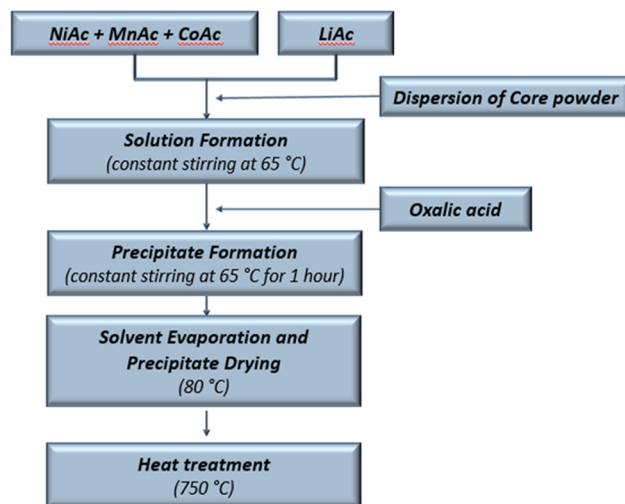 NiAc + MnAc + CoAc
LiAc
Dispersion of Core powder
Solution Formation
(constant stirring at 65 °C)
Oxalic acid
Precipitate Formation
(constant stirring at 65 °C for 1 hour)
Solvent Evaporation and
Precipitate Drying
(80 °C)
Heat treatment
(750 °C)